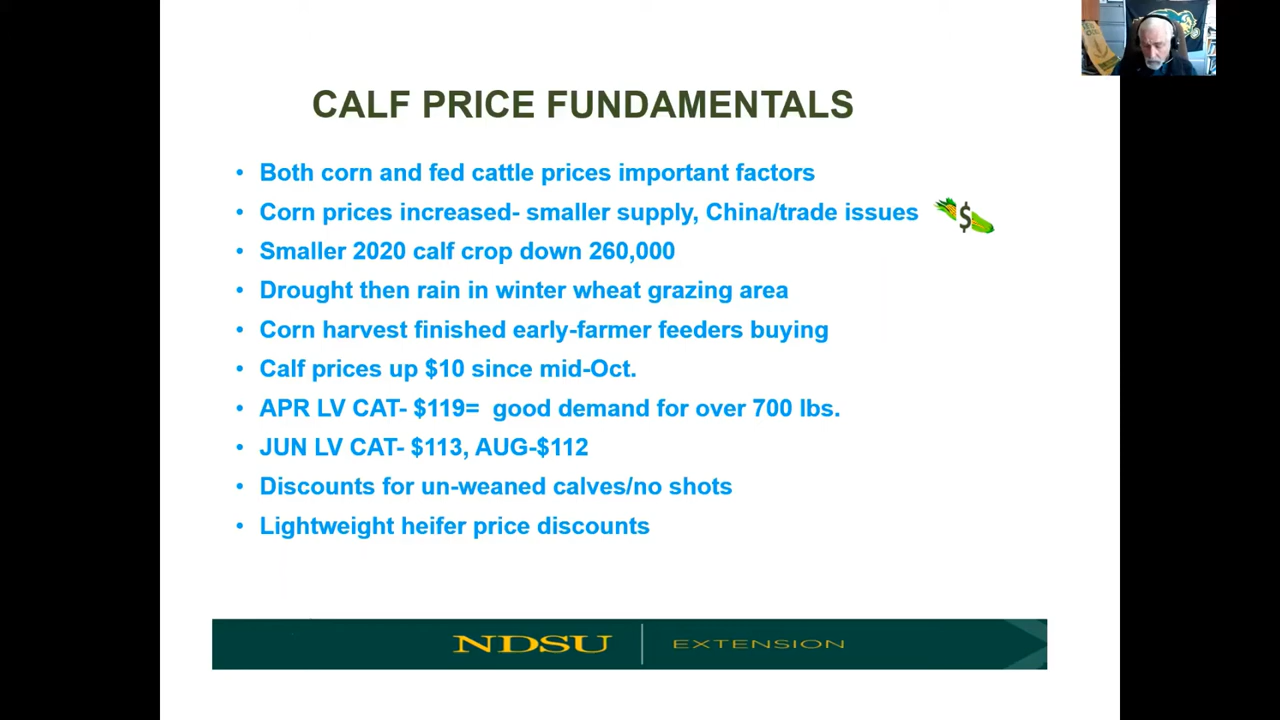 CALF PRICE FUNDAMENTALS
• Both corn and fed cattle prices important factors
• Corn prices increased- smaller supply, China/trade issues
$
• Smaller 2020 calf crop down 260,000
• Drought then rain in winter wheat grazing area
• Corn harvest finished early-farmer feeders buying
• Calf prices up $10 since mid-Oct.
• APR LV CAT- $119= good demand for over 700 lbs.
• JUN LV CAT- $113, AUG-$112
• Discounts for un-weaned calves/no shots
• Lightweight heifer price discounts
NDSU EXTENSION